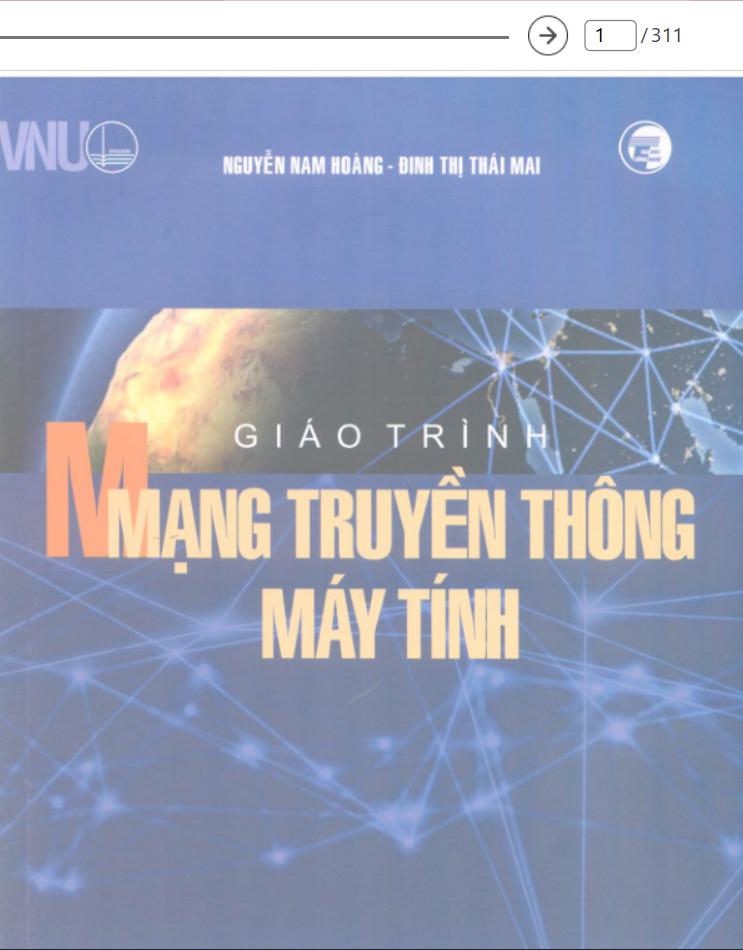 1 / 311
VNU
NGUYỄN NAM HOÀNG - ĐINH THỊ THÁI MAI
GIÁO TRÌNH
M
MẠNG TRUYỀN THÔNG
MÁY TÍNH